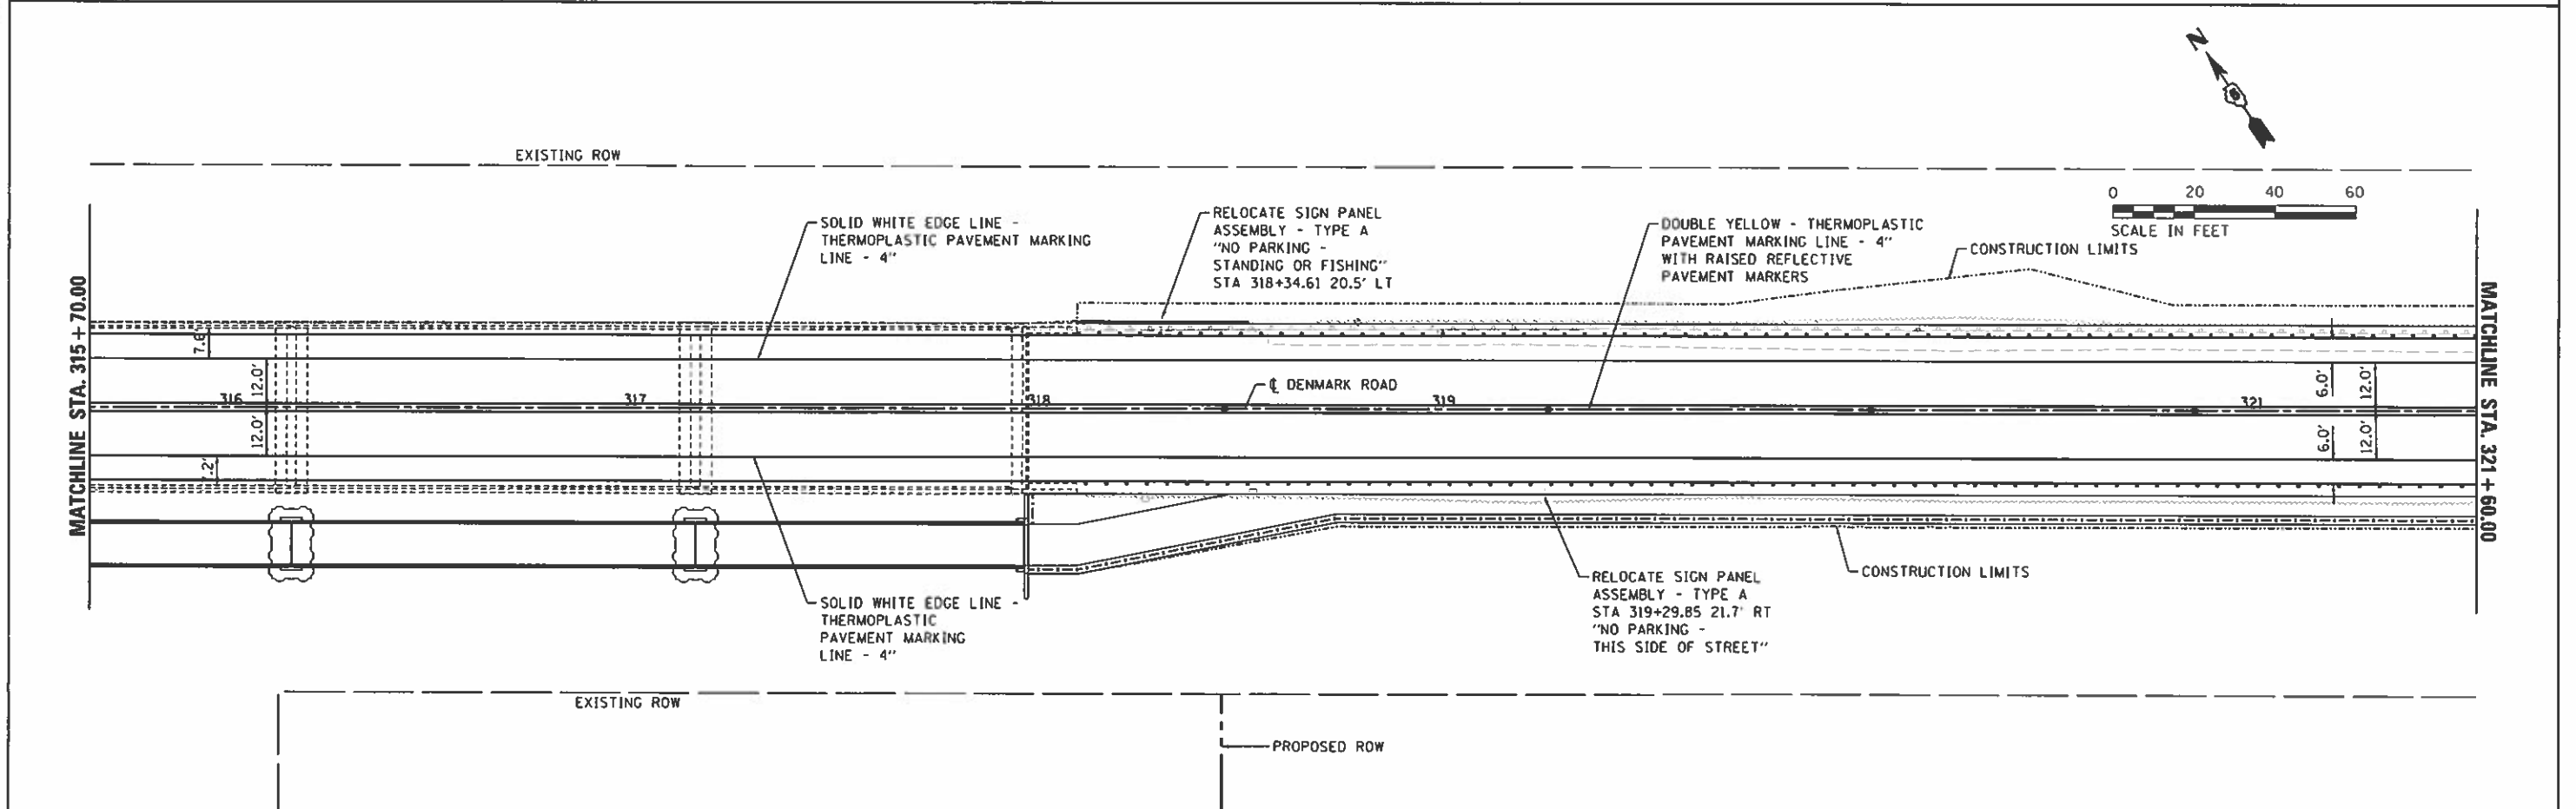 N
EXISTING ROW
0 20 40 60
SCALE IN FEET
SOLID WHITE EDGE LINE -
THERMOPLASTIC PAVEMENT MARKING
LINE - 4"
RELOCATE SIGN PANEL
ASSEMBLY - TYPE A
"NO PARKING -
STANDING OR FISHING"
STA 318+34.61 20.5' LT
DOUBLE YELLOW - THERMOPLASTIC
PAVEMENT MARKING LINE - 4"
WITH RAISED REFLECTIVE
PAVEMENT MARKERS
CONSTRUCTION LIMITS
MATCHLINE STA. 315 + 70.00
MATCHLINE STA. 321 + 60.00
12.0'
6.0'
12.0'
℄ DENMARK ROAD
316
317
318
319
321
12.0'
6.0'
12.0'
SOLID WHITE EDGE LINE -
THERMOPLASTIC
PAVEMENT MARKING
LINE - 4"
RELOCATE SIGN PANEL
ASSEMBLY - TYPE A
STA 319+29.85 21.7' RT
"NO PARKING -
THIS SIDE OF STREET"
CONSTRUCTION LIMITS
EXISTING ROW
PROPOSED ROW